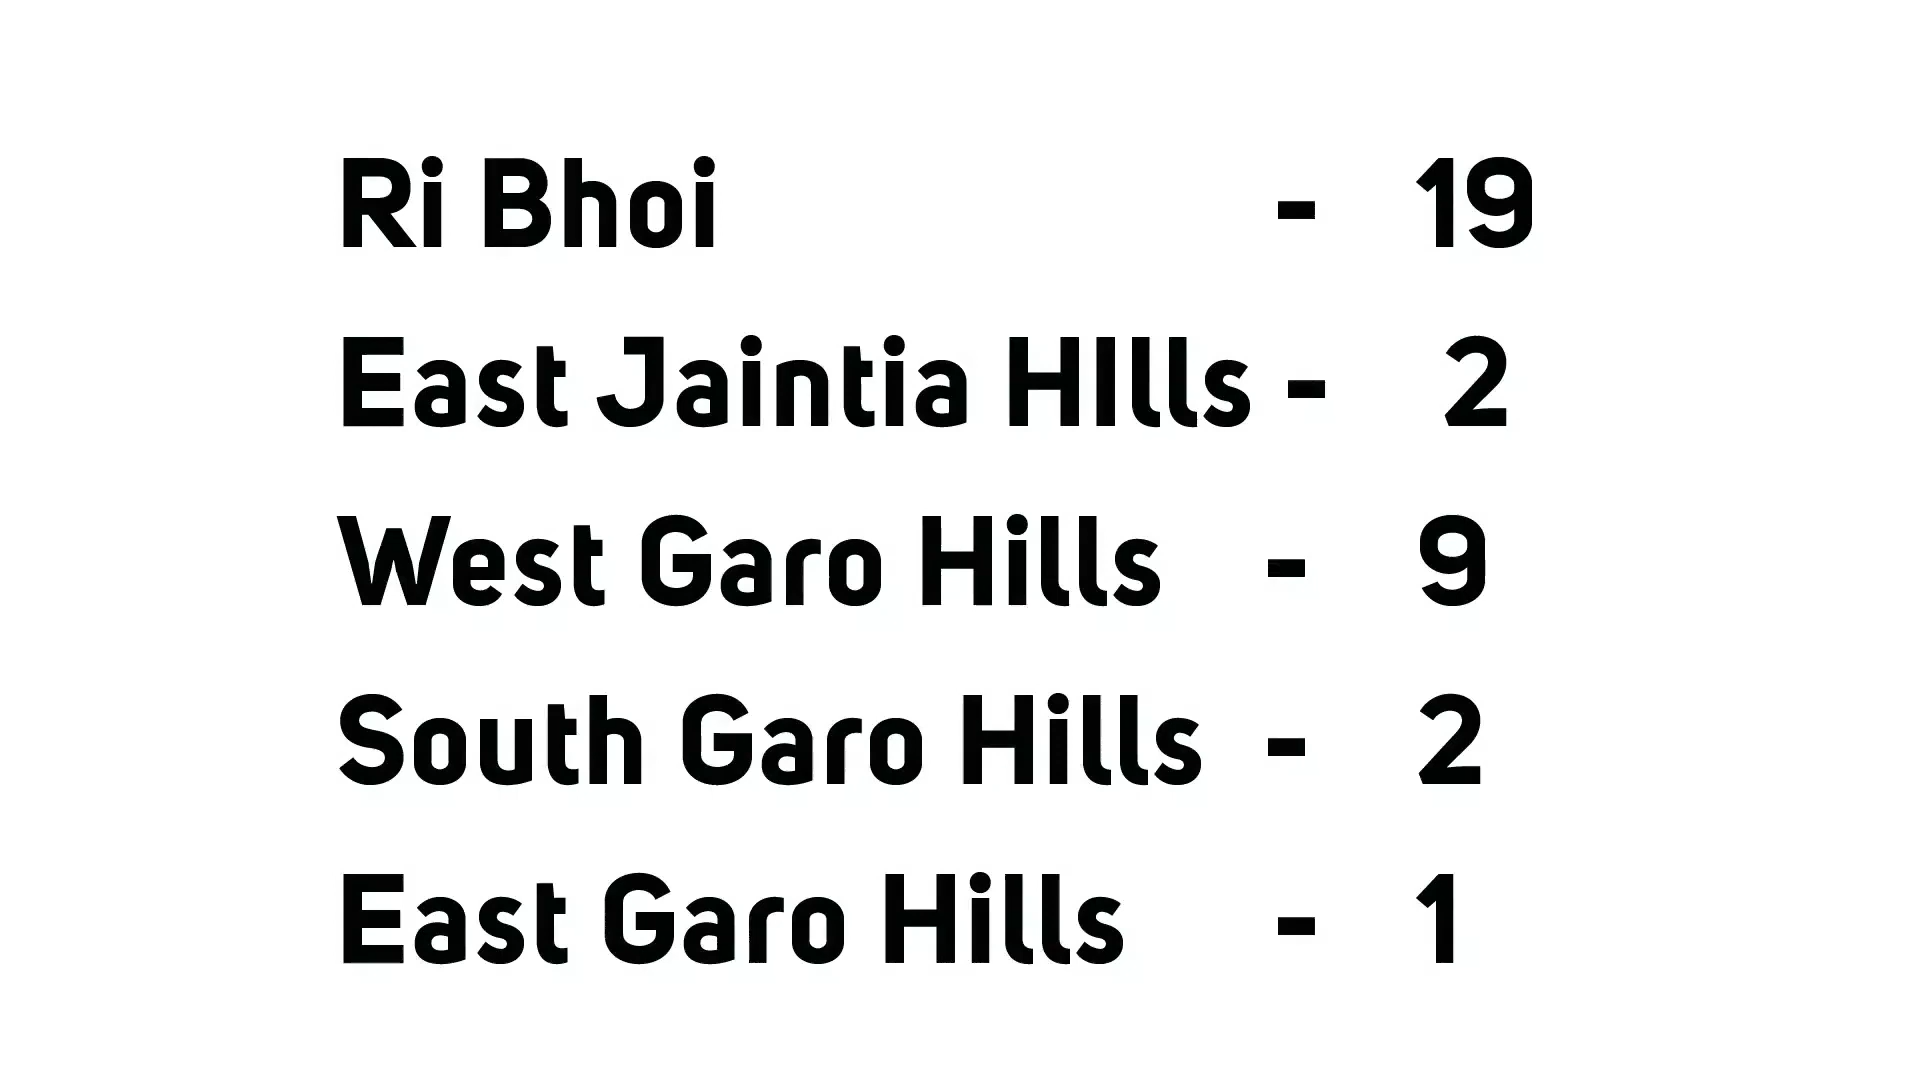 Ri Bhoi - 19
East Jaintia HIlls - 2
West Garo Hills - 9
South Garo Hills - 2
East Garo Hills - 1